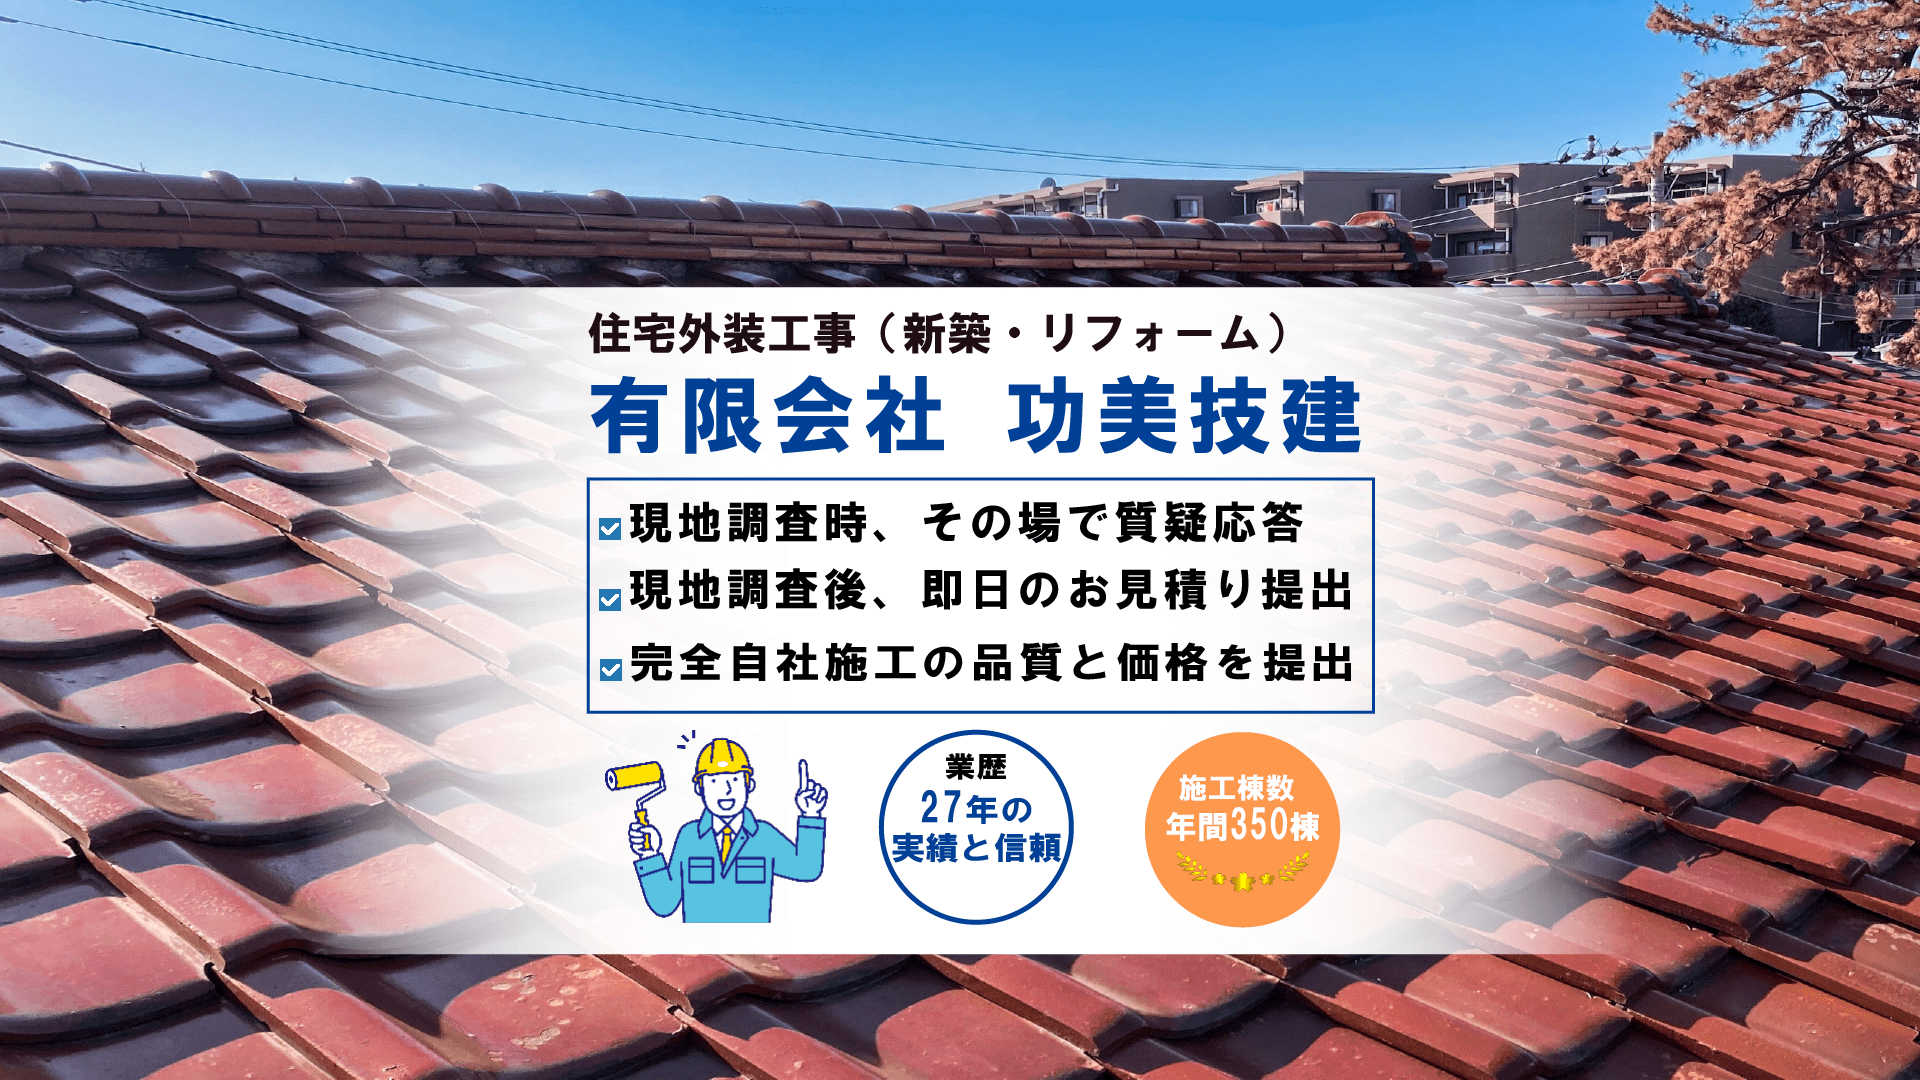 住宅外装工事（新築・リフォーム）
有限会社 功美技建
現地調査時、その場で質疑応答
現地調査後、即日のお見積り提出
完全自社施工の品質と価格を提出
業歴
27年の
実績と信頼
施工棟数
年間350棟